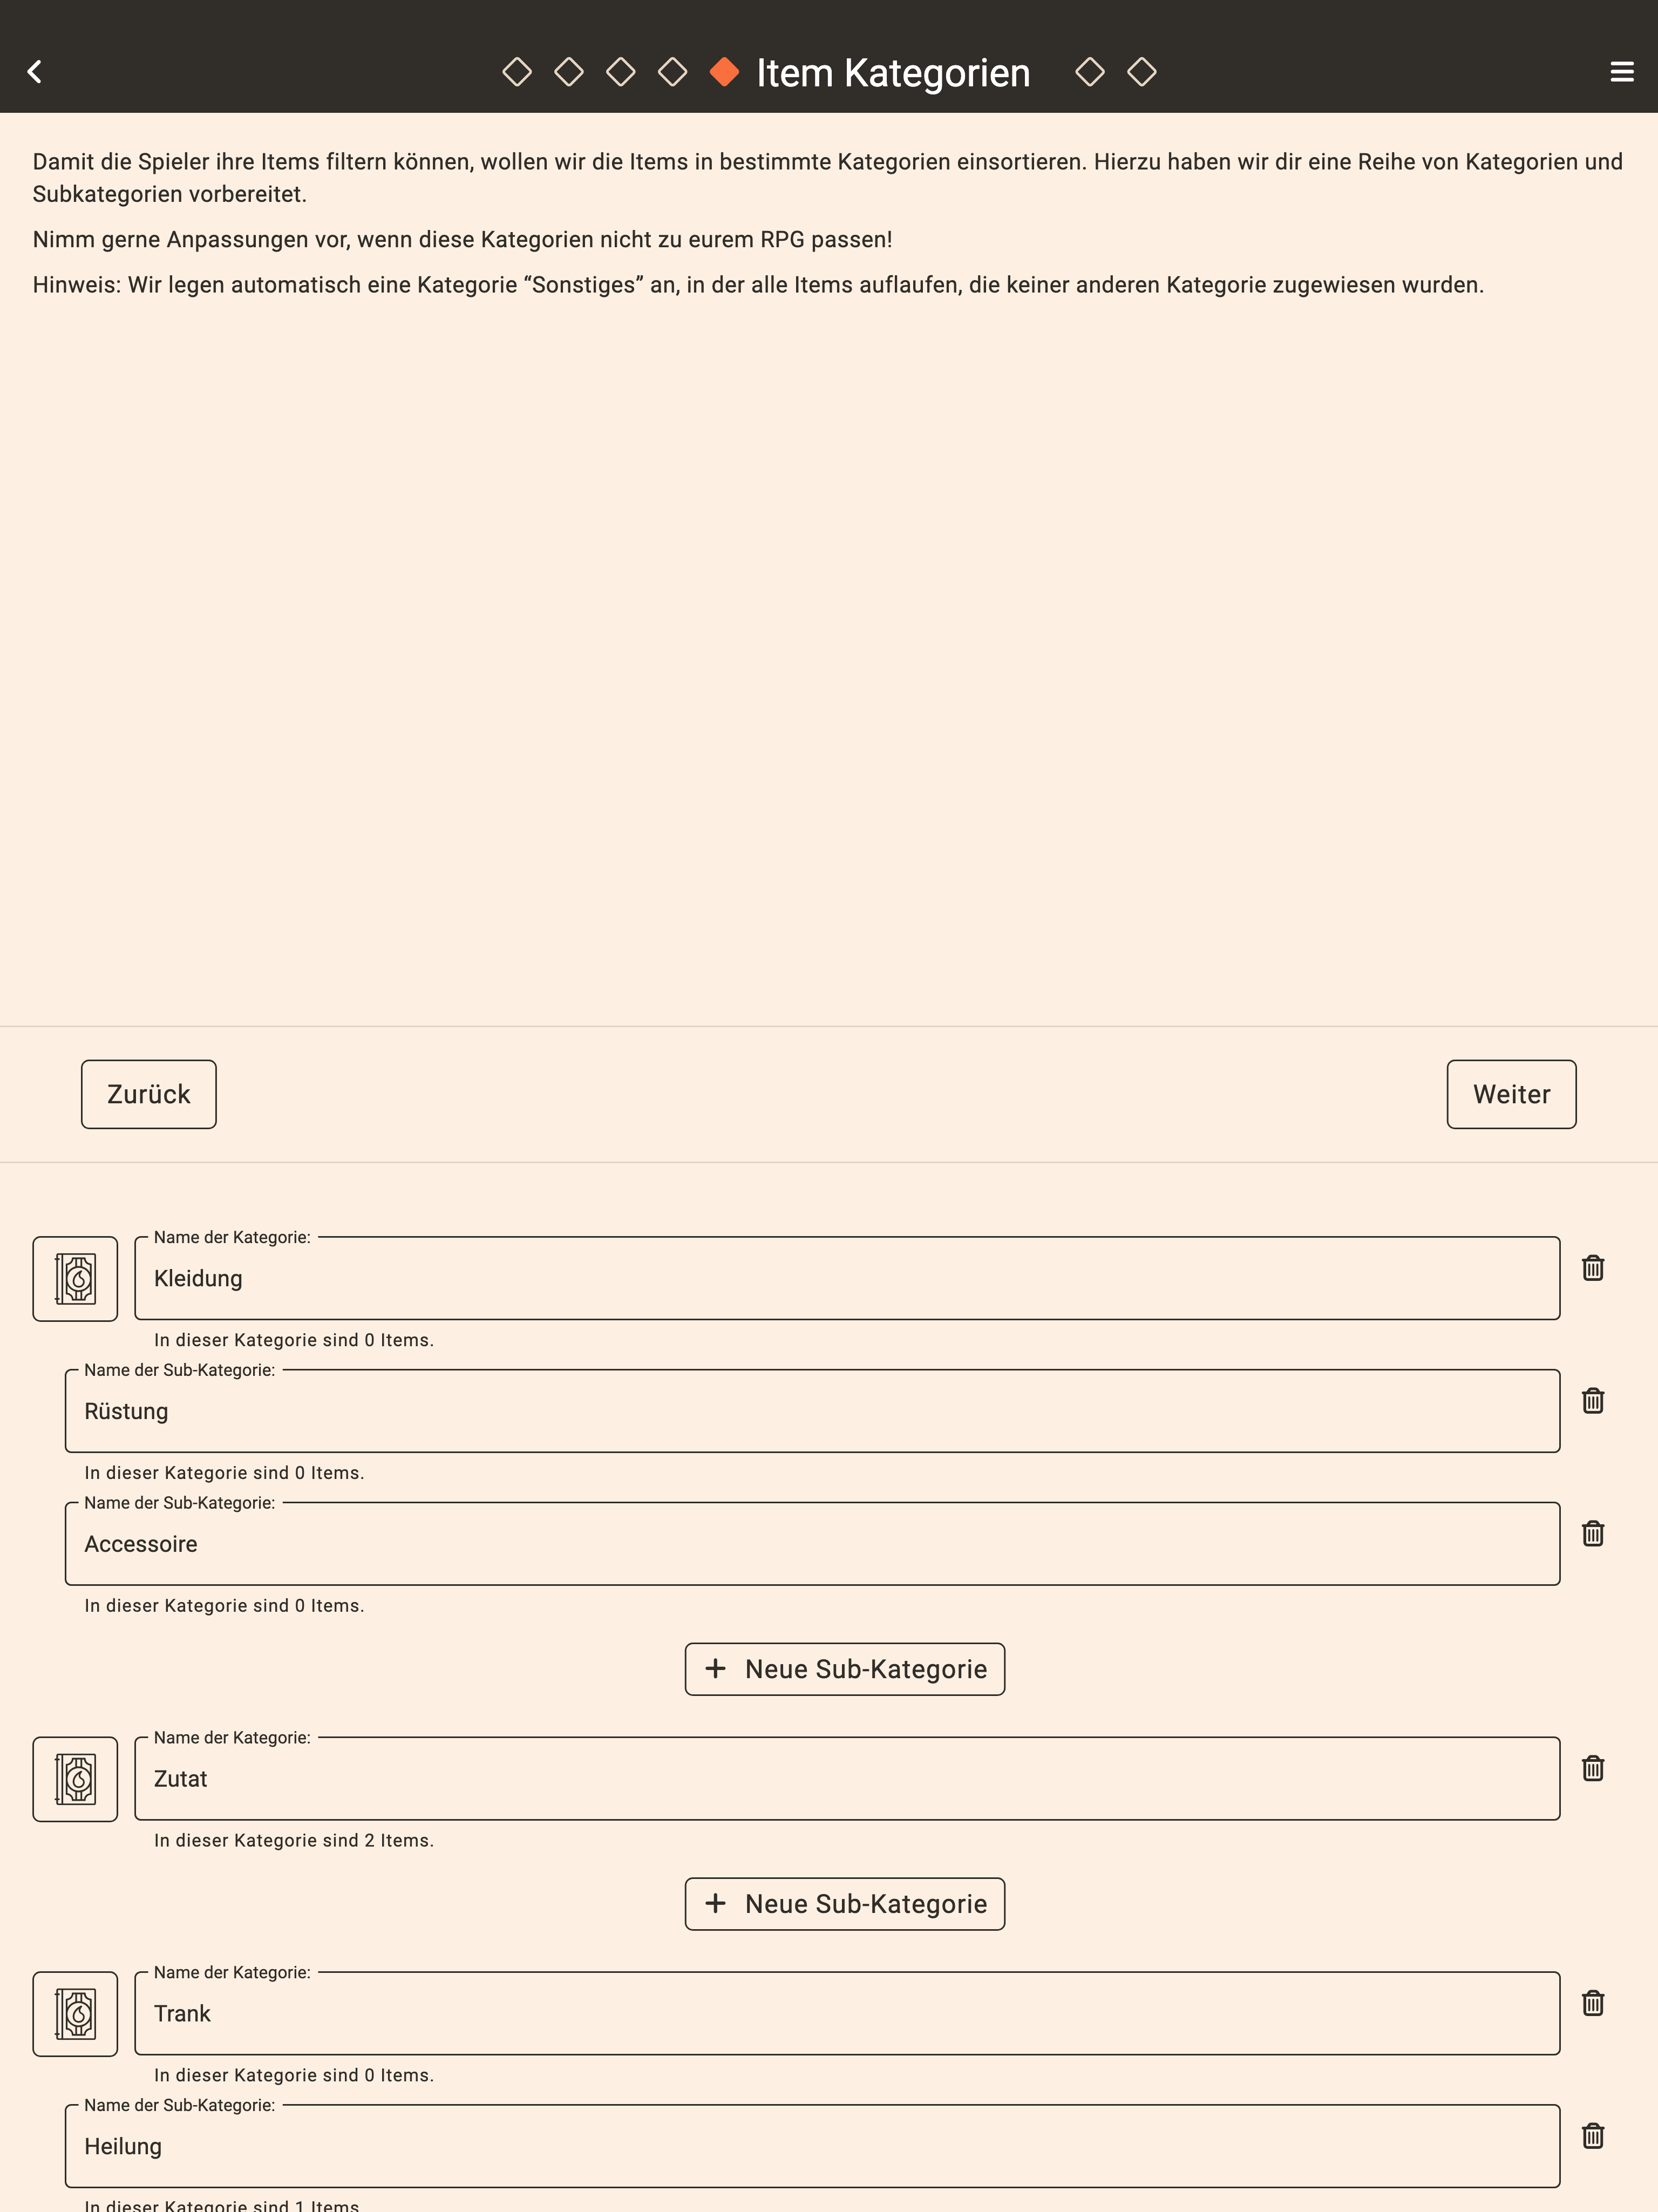 Item Kategorien
Damit die Spieler ihre Items filtern können, wollen wir die Items in bestimmte Kategorien einsortieren. Hierzu haben wir dir eine Reihe von Kategorien und
Subkategorien vorbereitet.
Nimm gerne Anpassungen vor, wenn diese Kategorien nicht zu eurem RPG passen!
Hinweis: Wir legen automatisch eine Kategorie “Sonstiges” an, in der alle Items auflaufen, die keiner anderen Kategorie zugewiesen wurden.
Zurück
Weiter
Name der Kategorie:
Kleidung
In dieser Kategorie sind 0 Items.
Name der Sub-Kategorie:
Rüstung
In dieser Kategorie sind 0 Items.
Name der Sub-Kategorie:
Accessoire
In dieser Kategorie sind 0 Items.
+ Neue Sub-Kategorie
Name der Kategorie:
Zutat
In dieser Kategorie sind 2 Items.
+ Neue Sub-Kategorie
Name der Kategorie:
Trank
In dieser Kategorie sind 0 Items.
Name der Sub-Kategorie:
Heilung
In dieser Kategorie sind 1 Items.